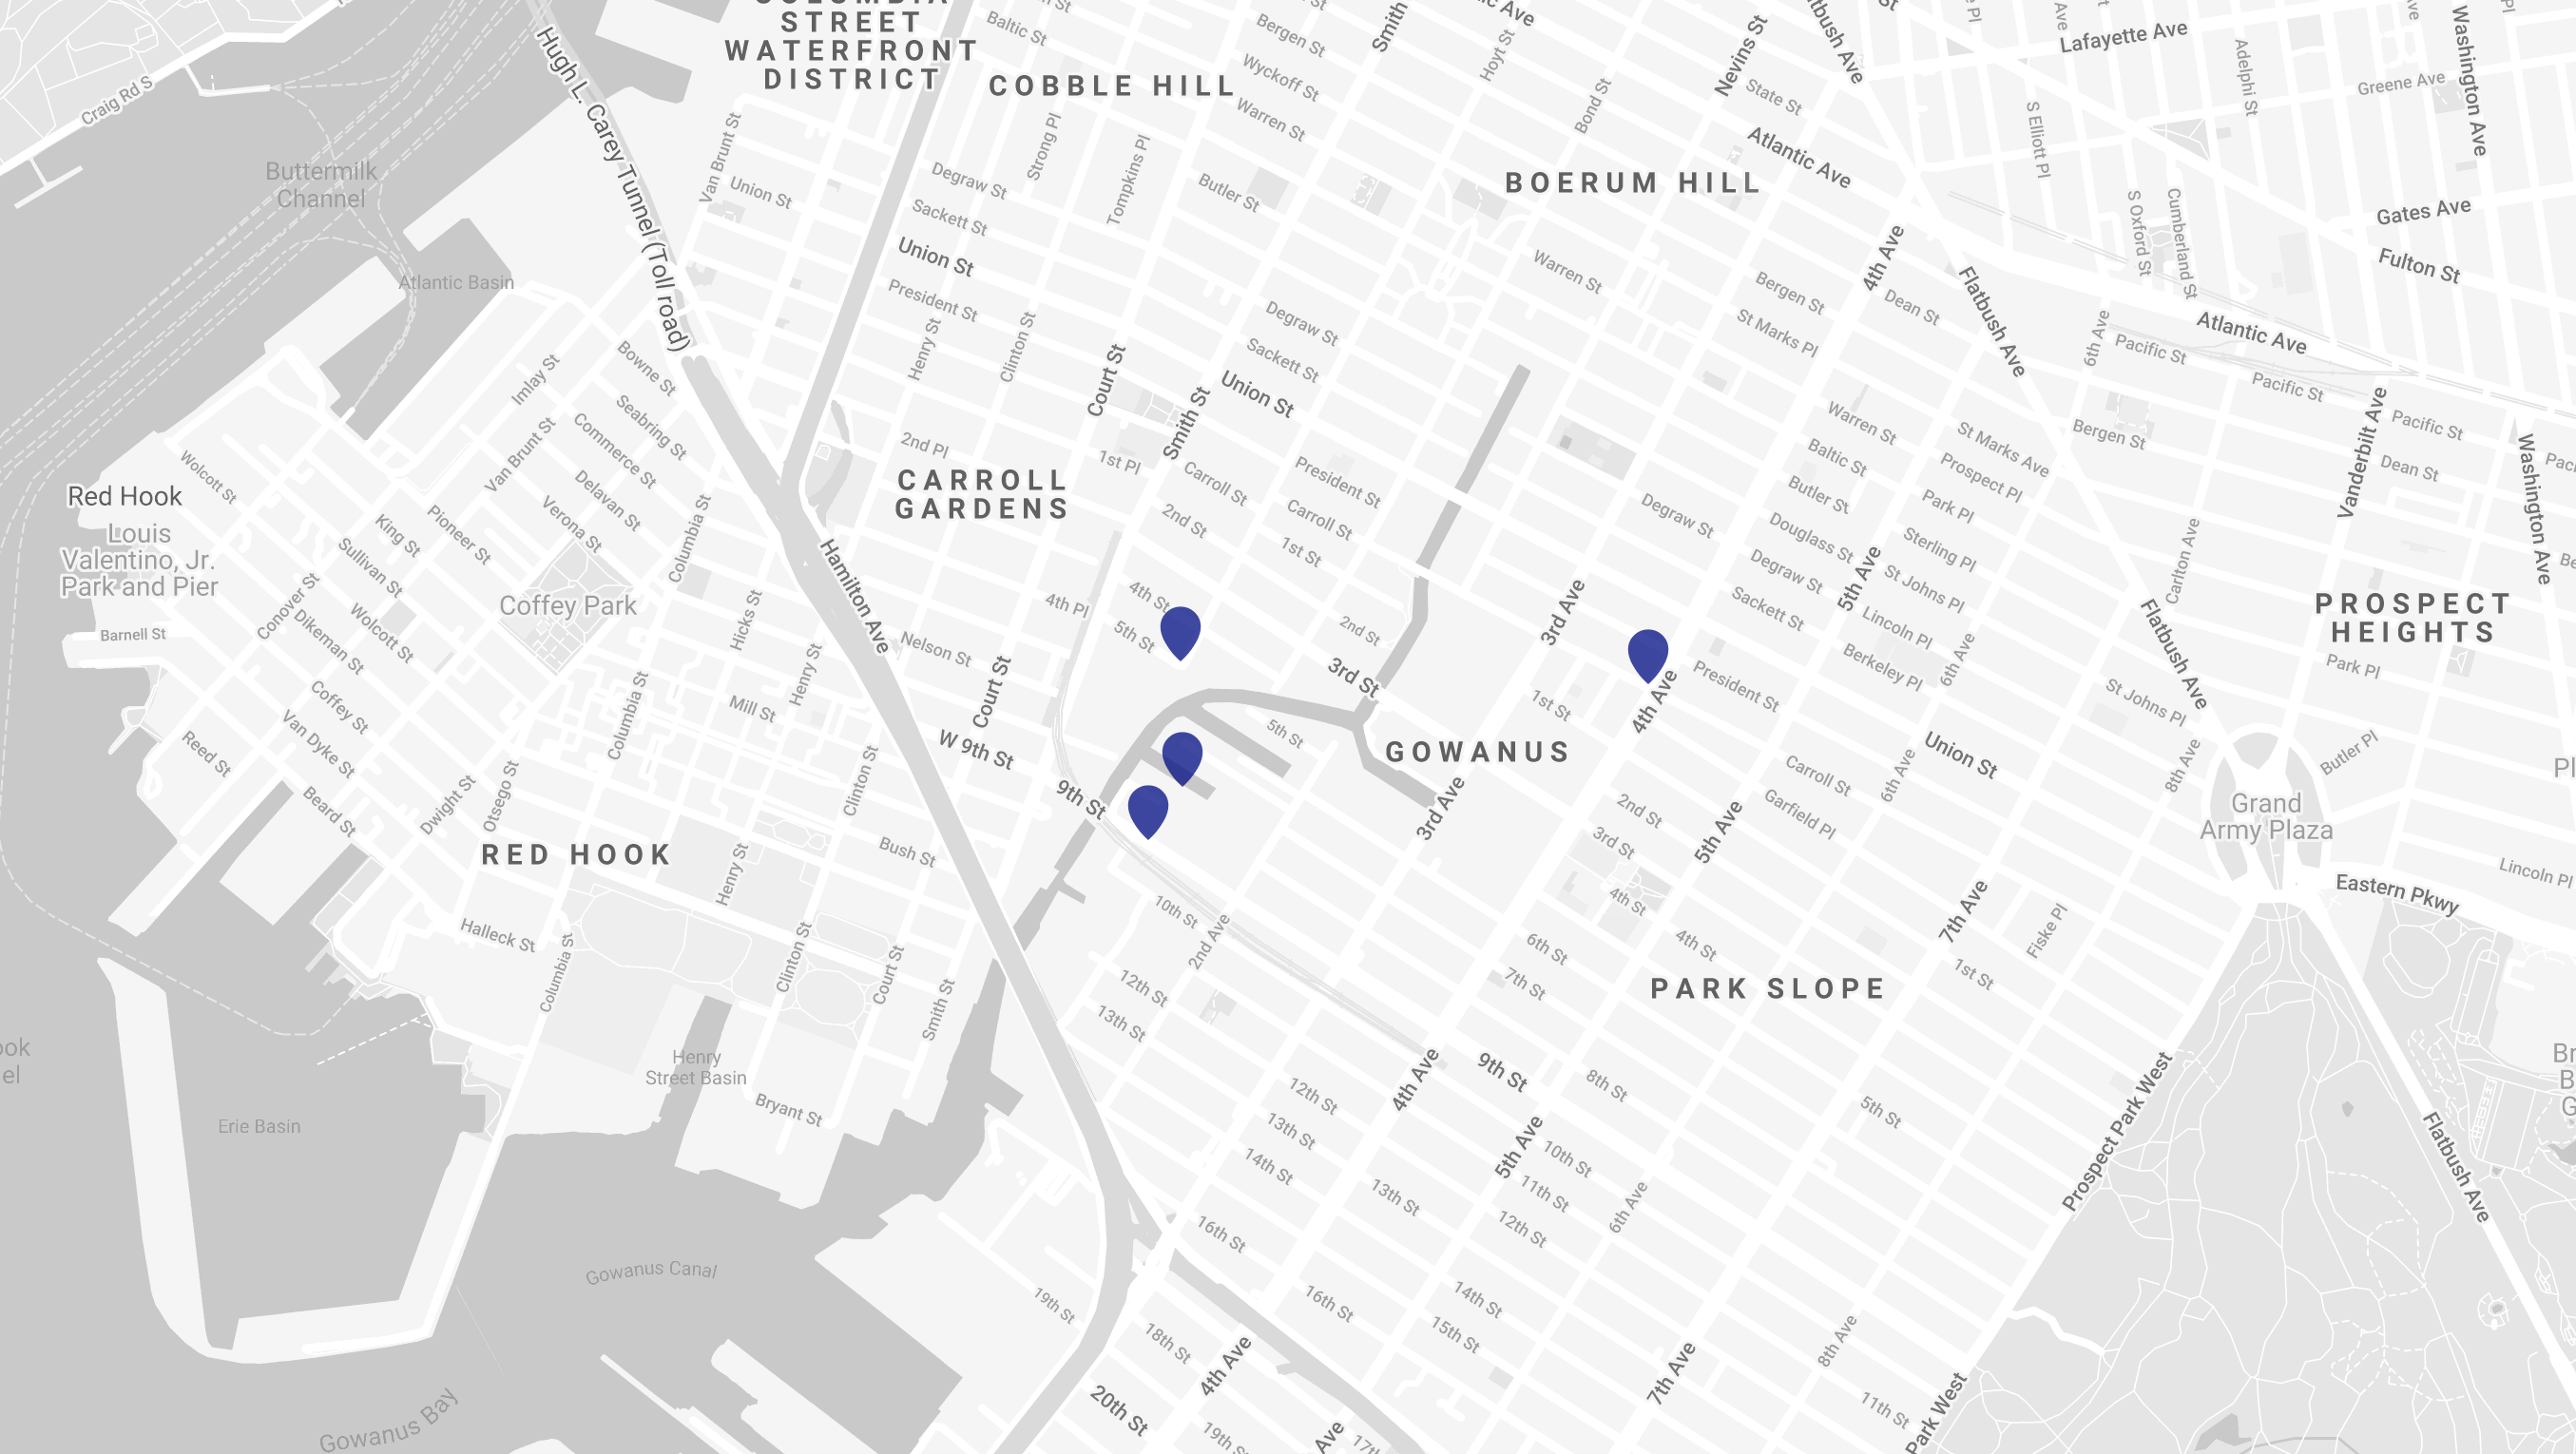 COLUMBIA
STREET
WATERFRONT
DISTRICT
COBBLE HILL
BOERUM HILL
CARROLL
GARDENS
GOWANUS
PARK SLOPE
PROSPECT
HEIGHTS
RED HOOK
Red Hook
Louis
Valentino, Jr.
Park and Pier
Coffey Park
Grand
Army Plaza
Buttermilk
Channel
Atlantic Basin
Erie Basin
Henry
Street Basin
Gowanus Canal
Gowanus Bay
Craig Rd S
Hugh L. Carey Tunnel (Toll road)
Hamilton Ave
Baltic St
Bergen St
Wyckoff St
Warren St
Smith
Hoyt St
Bond St
Nevins St
State St
Atlantic Ave
Flatbush Ave
Lafayette Ave
Greene Ave
Adelphi St
Washington Ave
S Elliott Pl
S Oxford St
Cumberland St
Gates Ave
Fulton St
Van Brunt St
Union St
Strong Pl
Tompkins Pl
Degraw St
Sackett St
Union St
President St
Butler St
Henry St
Clinton St
Court St
Smith St
Degraw St
Sackett St
Union St
Warren St
Bergen St
St Marks Pl
4th Ave
Dean St
Flatbush Ave
6th Ave
Pacific St
Atlantic Ave
Pacific St
Pacific St
Bergen St
Vanderbilt Ave
Dean St
Washington Ave
Imlay St
Bowne St
Seabring St
Commerce St
Van Brunt St
Delavan St
Verona St
Columbia St
Wolcott St
King St
Pioneer St
Sullivan St
Conover St
Wolcott St
Dikeman St
Barnell St
Coffey St
Van Dyke St
Reed St
Beard St
Dwight St
Otsego St
Columbia St
Halleck St
Columbia St
2nd Pl
1st Pl
Carroll St
2nd St
President St
Carroll St
1st St
2nd St
3rd St
4th Pl
4th St
5th St
5th St
Hicks St
Henry St
Nelson St
Court St
Mill St
W 9th St
9th St
Clinton St
Bush St
Henry St
Clinton St
Court St
Smith St
Bryant St
Degraw St
Warren St
Baltic St
Butler St
Douglass St
Degraw St
Sackett St
St Marks Ave
Prospect Pl
Park Pl
Sterling Pl
St Johns Pl
Lincoln Pl
Berkeley Pl
5th Ave
6th Ave
Carlton Ave
Flatbush Ave
St Johns Pl
Park Pl
Butler Pl
Lincoln Pl
Eastern Pkwy
3rd Ave
4th Ave
President St
1st St
3rd Ave
Carroll St
Garfield Pl
6th Ave
Union St
8th Ave
2nd St
3rd St
5th Ave
4th St
4th St
7th Ave
Fiske Pl
1st St
6th St
7th St
10th St
2nd Ave
12th St
13th St
9th St
8th St
4th Ave
12th St
13th St
14th St
5th Ave
10th St
11th St
12th St
6th Ave
5th St
13th St
Prospect Park West
Flatbush Ave
16th St
16th St
14th St
15th St
19th St
18th St
4th Ave
20th St
19th St
Ave
17th
7th Ave
8th Ave
11th St
Park West